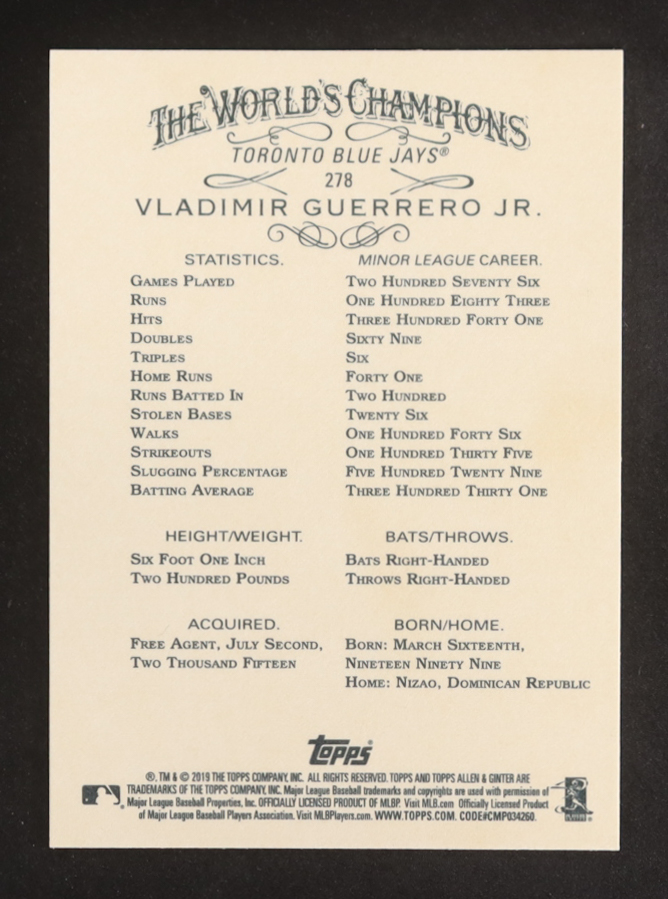 THE WORLD'S CHAMPIONS
TORONTO BLUE JAYS®
278
VLADIMIR GUERRERO JR.
STATISTICS. MINOR LEAGUE CAREER.
GAMES PLAYED TWO HUNDRED SEVENTY SIX
RUNS ONE HUNDRED EIGHTY THREE
HITS THREE HUNDRED FORTY ONE
DOUBLES SIXTY NINE
TRIPLES SIX
HOME RUNS FORTY ONE
RUNS BATTED IN TWO HUNDRED
STOLEN BASES TWENTY SIX
WALKS ONE HUNDRED FORTY SIX
STRIKEOUTS ONE HUNDRED THIRTY FIVE
SLUGGING PERCENTAGE FIVE HUNDRED TWENTY NINE
BATTING AVERAGE THREE HUNDRED THIRTY ONE
HEIGHT/WEIGHT. BATS/THROWS.
SIX FOOT ONE INCH BATS RIGHT-HANDED
TWO HUNDRED POUNDS THROWS RIGHT-HANDED
ACQUIRED. BORN/HOME.
FREE AGENT, JULY SECOND, BORN: MARCH SIXTEENTH,
TWO THOUSAND FIFTEEN NINETEEN NINETY NINE
HOME: NIZAO, DOMINICAN REPUBLIC
TOPPS®
®, TM & © 2019 THE TOPPS COMPANY, INC. ALL RIGHTS RESERVED. TOPPS AND TOPPS ALLEN & GINTER ARE
TRADEMARKS OF THE TOPPS COMPANY, INC. Major League Baseball trademarks and copyrights are used with permission of
Major League Baseball Properties, Inc. OFFICIALLY LICENSED PRODUCT OF MLBP. Visit MLB.com Officially Licensed Product
of Major League Baseball Players Association. Visit MLBPlayers.com. WWW.TOPPS.COM. CODE#CMP034260.
PLAYERS